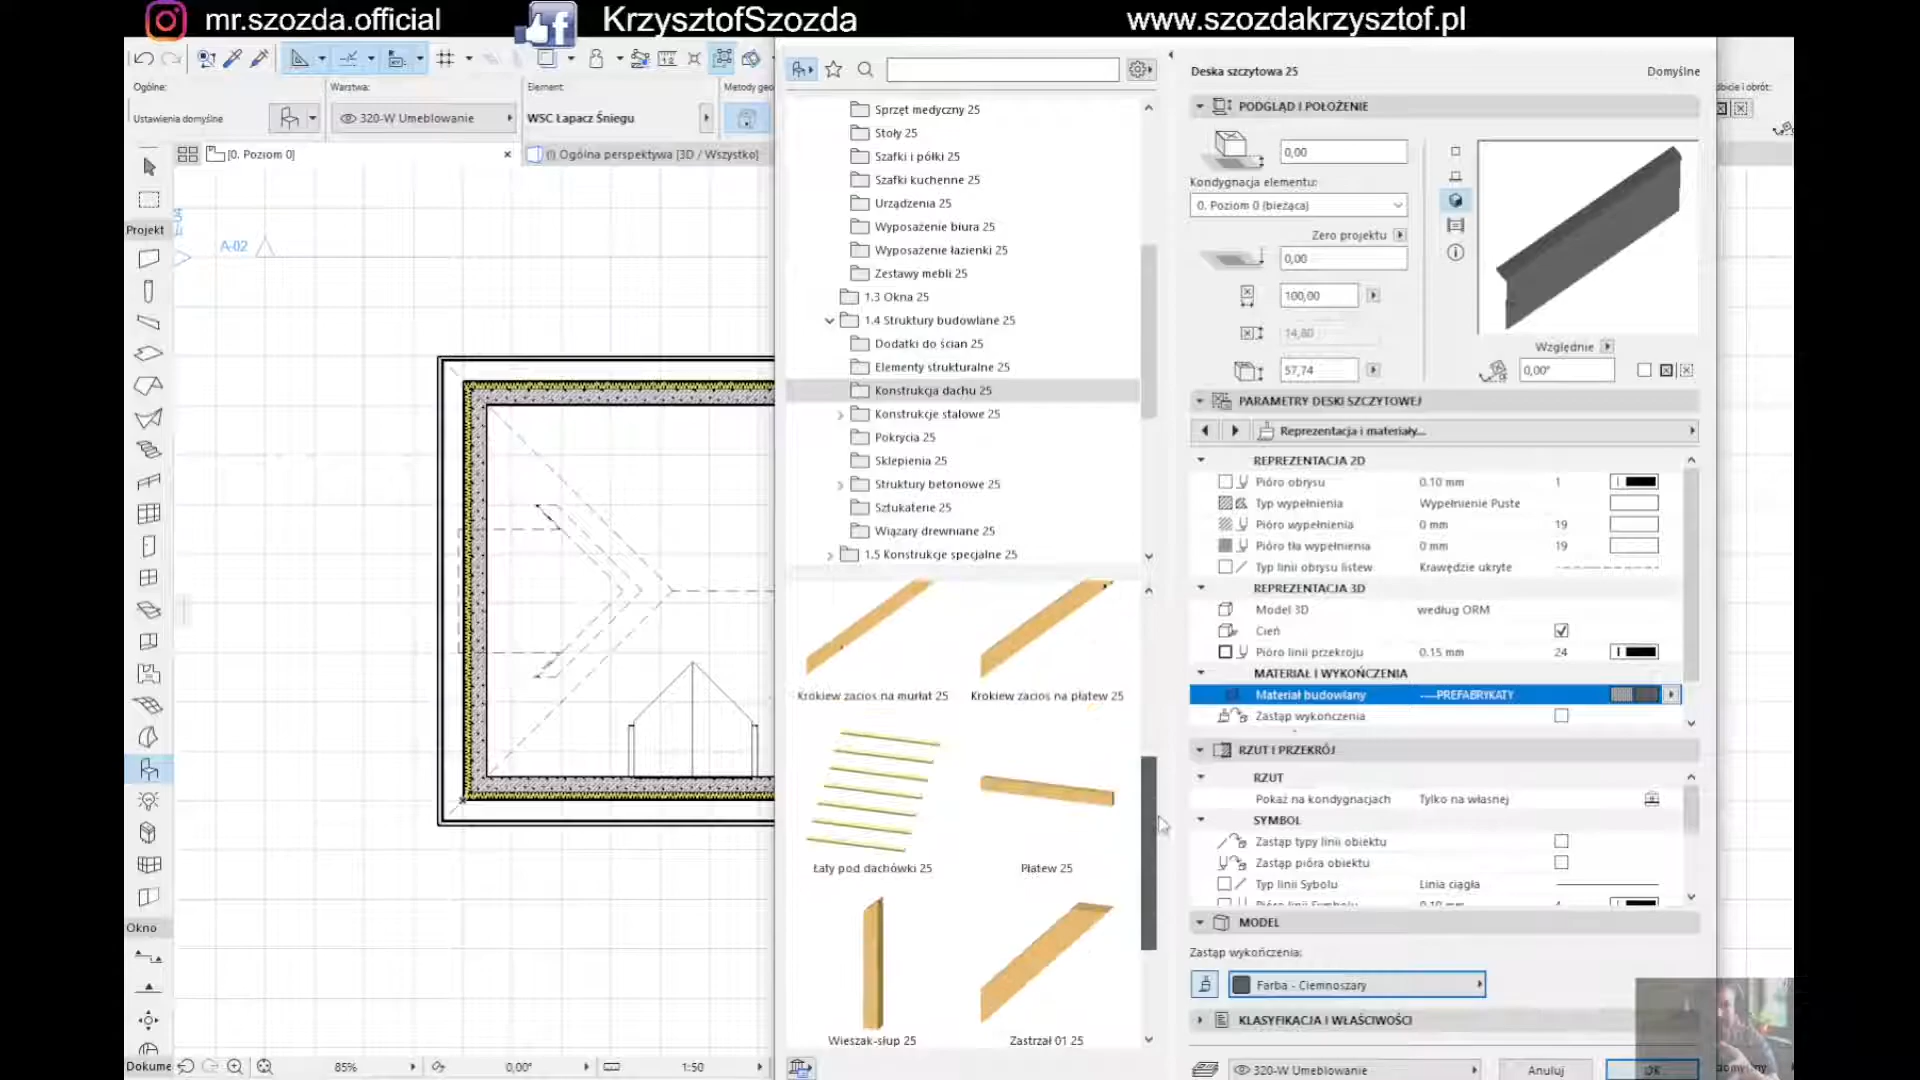 mr.szozda.official
KrzysztofSzozda
www.szozdakrzysztof.pl
Ogólne:
Warstwa:
Element:
Metody geo
Ustawienia domyślne
320-W Umeblowanie
WSC Łapacz Śniegu
[0. Poziom 0]
(!) Ogólna perspektywa [3D / Wszystko]
Projekt
A-02
Okno
Dokume
85%
0,00°
1:50
Sprzęt medyczny 25
Stoły 25
Szafki i półki 25
Szafki kuchenne 25
Urządzenia 25
Wyposażenie biura 25
Wyposażenie łazienki 25
Zestawy mebli 25
1.3 Okna 25
1.4 Struktury budowlane 25
Dodatki do ścian 25
Elementy strukturalne 25
Konstrukcja dachu 25
Konstrukcje stalowe 25
Pokrycia 25
Sklepienia 25
Struktury betonowe 25
Sztukaterie 25
Wiązary drewniane 25
1.5 Konstrukcje specjalne 25
Krokiew zacios na murłat 25
Krokiew zacios na płatew 25
Łaty pod dachówki 25
Płatew 25
Wieszak-słup 25
Zastrzał 01 25
Deska szczytowa 25
Domyślne
PODGLĄD I POŁOŻENIE
0,00
Kondygnacja elementu:
0. Poziom 0 (bieżąca)
Zero projektu
0,00
100,00
14,80
57,74
Względnie
0,00°
PARAMETRY DESKI SZCZYTOWEJ
Reprezentacja i materiały...
REPREZENTACJA 2D
Pióro obrysu 0.10 mm 1
Typ wypełnienia Wypełnienie Puste
Pióro wypełnienia 0 mm 19
Pióro tła wypełnienia 0 mm 19
Typ linii obrysu listew Krawędzie ukryte
REPREZENTACJA 3D
Model 3D według ORM
Cień
Pióro linii przekroju 0.15 mm 24
MATERIAŁ I WYKOŃCZENIA
Materiał budowlany ----PREFABRYKATY
Zastąp wykończenia
RZUT I PRZEKRÓJ
RZUT
Pokaż na kondygnacjach Tylko na własnej
SYMBOL
Zastąp typy linii obiektu
Zastąp pióra obiektu
Typ linii Sybolu Linia ciągła
Pióro linii Symbolu 0.10 mm 4
MODEL
Zastąp wykończenia:
Farba - Ciemnoszary
KLASYFIKACJA I WŁAŚCIWOŚCI
320-W Umeblowanie
Anuluj
OK